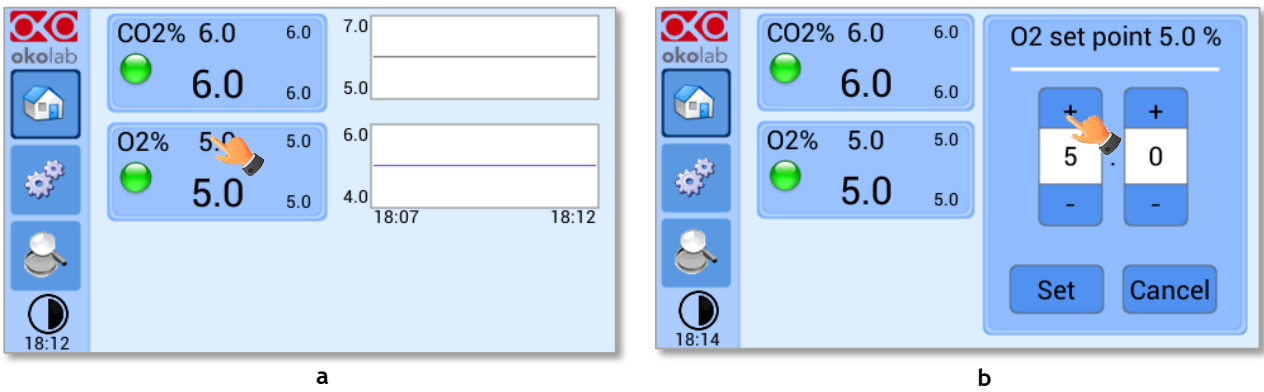 okolab
CO2% 6.0 6.0
6.0 6.0
O2% 5.0 5.0
5.0 5.0
7.0
5.0
6.0
4.0
18:07 18:12
18:12
a
okolab
CO2% 6.0 6.0
6.0 6.0
O2% 5.0 5.0
5.0 5.0
O2 set point 5.0 %
+ +
5 . 0
- -
Set Cancel
18:14
b